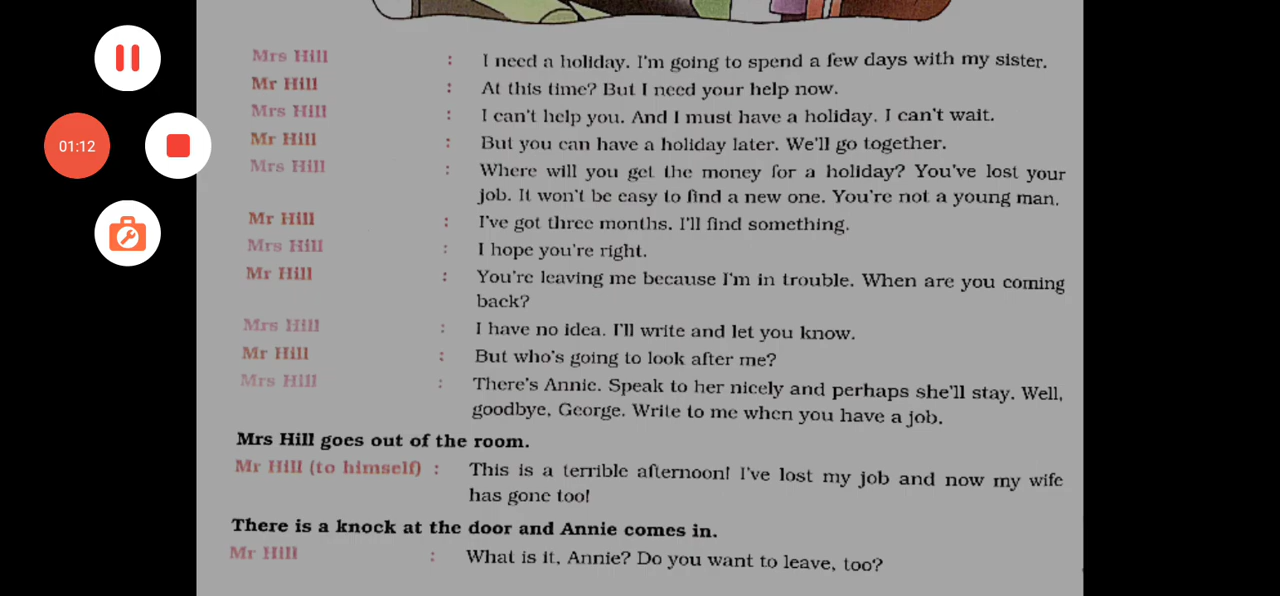 Mrs Hill : I need a holiday. I'm going to spend a few days with my sister.
Mr Hill : At this time? But I need your help now.
Mrs Hill : I can't help you. And I must have a holiday. I can't wait.
Mr Hill : But you can have a holiday later. We'll go together.
Mrs Hill : Where will you get the money for a holiday? You've lost your
job. It won't be easy to find a new one. You're not a young man.
Mr Hill : I've got three months. I'll find something.
Mrs Hill : I hope you're right.
Mr Hill : You're leaving me because I'm in trouble. When are you coming
back?
Mrs Hill : I have no idea. I'll write and let you know.
Mr Hill : But who's going to look after me?
Mrs Hill : There's Annie. Speak to her nicely and perhaps she'll stay. Well,
goodbye, George. Write to me when you have a job.
Mrs Hill goes out of the room.
Mr Hill (to himself) : This is a terrible afternoon! I've lost my job and now my wife
has gone too!
There is a knock at the door and Annie comes in.
Mr Hill : What is it, Annie? Do you want to leave, too?
01:12